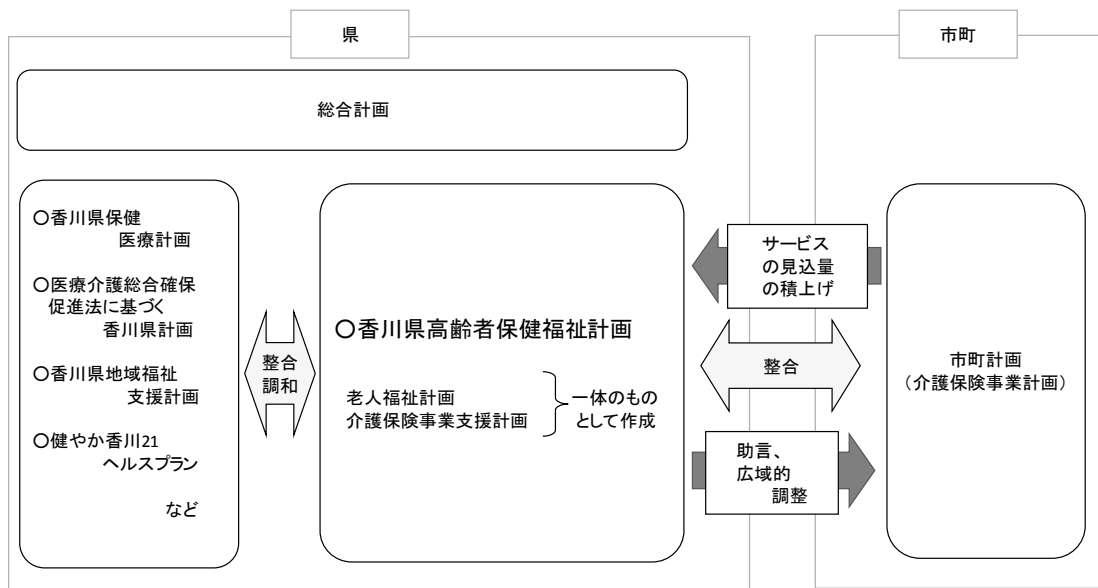 県
市町
総合計画
○香川県保健
医療計画
○医療介護総合確保
促進法に基づく
香川県計画
○香川県地域福祉
支援計画
○健やか香川21
ヘルスプラン
など
整合
調和
○香川県高齢者保健福祉計画
老人福祉計画
介護保険事業支援計画
一体のもの
として作成
サービス
の見込量
の積上げ
整合
助言、
広域的
調整
市町計画
（介護保険事業計画）